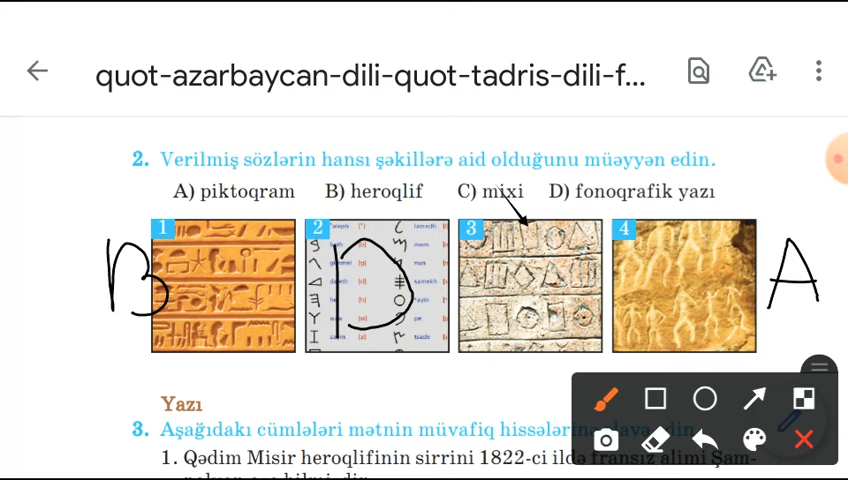 quot-azarbaycan-dili-quot-tadris-dili-f...
2. Verilmiş sözlərin hansı şəkillərə aid olduğunu müəyyən edin.
A) piktoqram B) heroqlif C) mixi D) fonoqrafik yazı
1 2 3 4
B D A
Yazı
3. Aşağıdakı cümlələri mətnin müvafiq hissələrinə
1. Qədim Misir heroqlifinin sirrini 1822-ci ildə fransız alimi Şam-